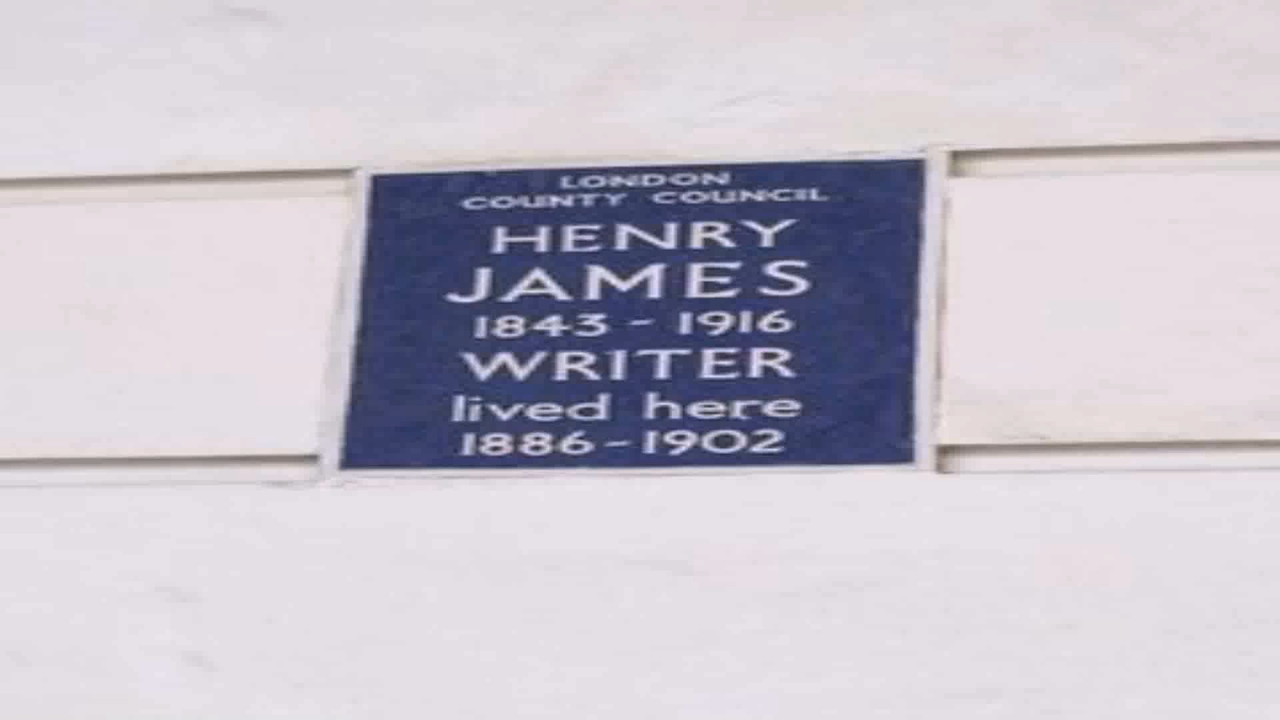 LONDON
COUNTY COUNCIL
HENRY
JAMES
1843 - 1916
WRITER
lived here
1886-1902